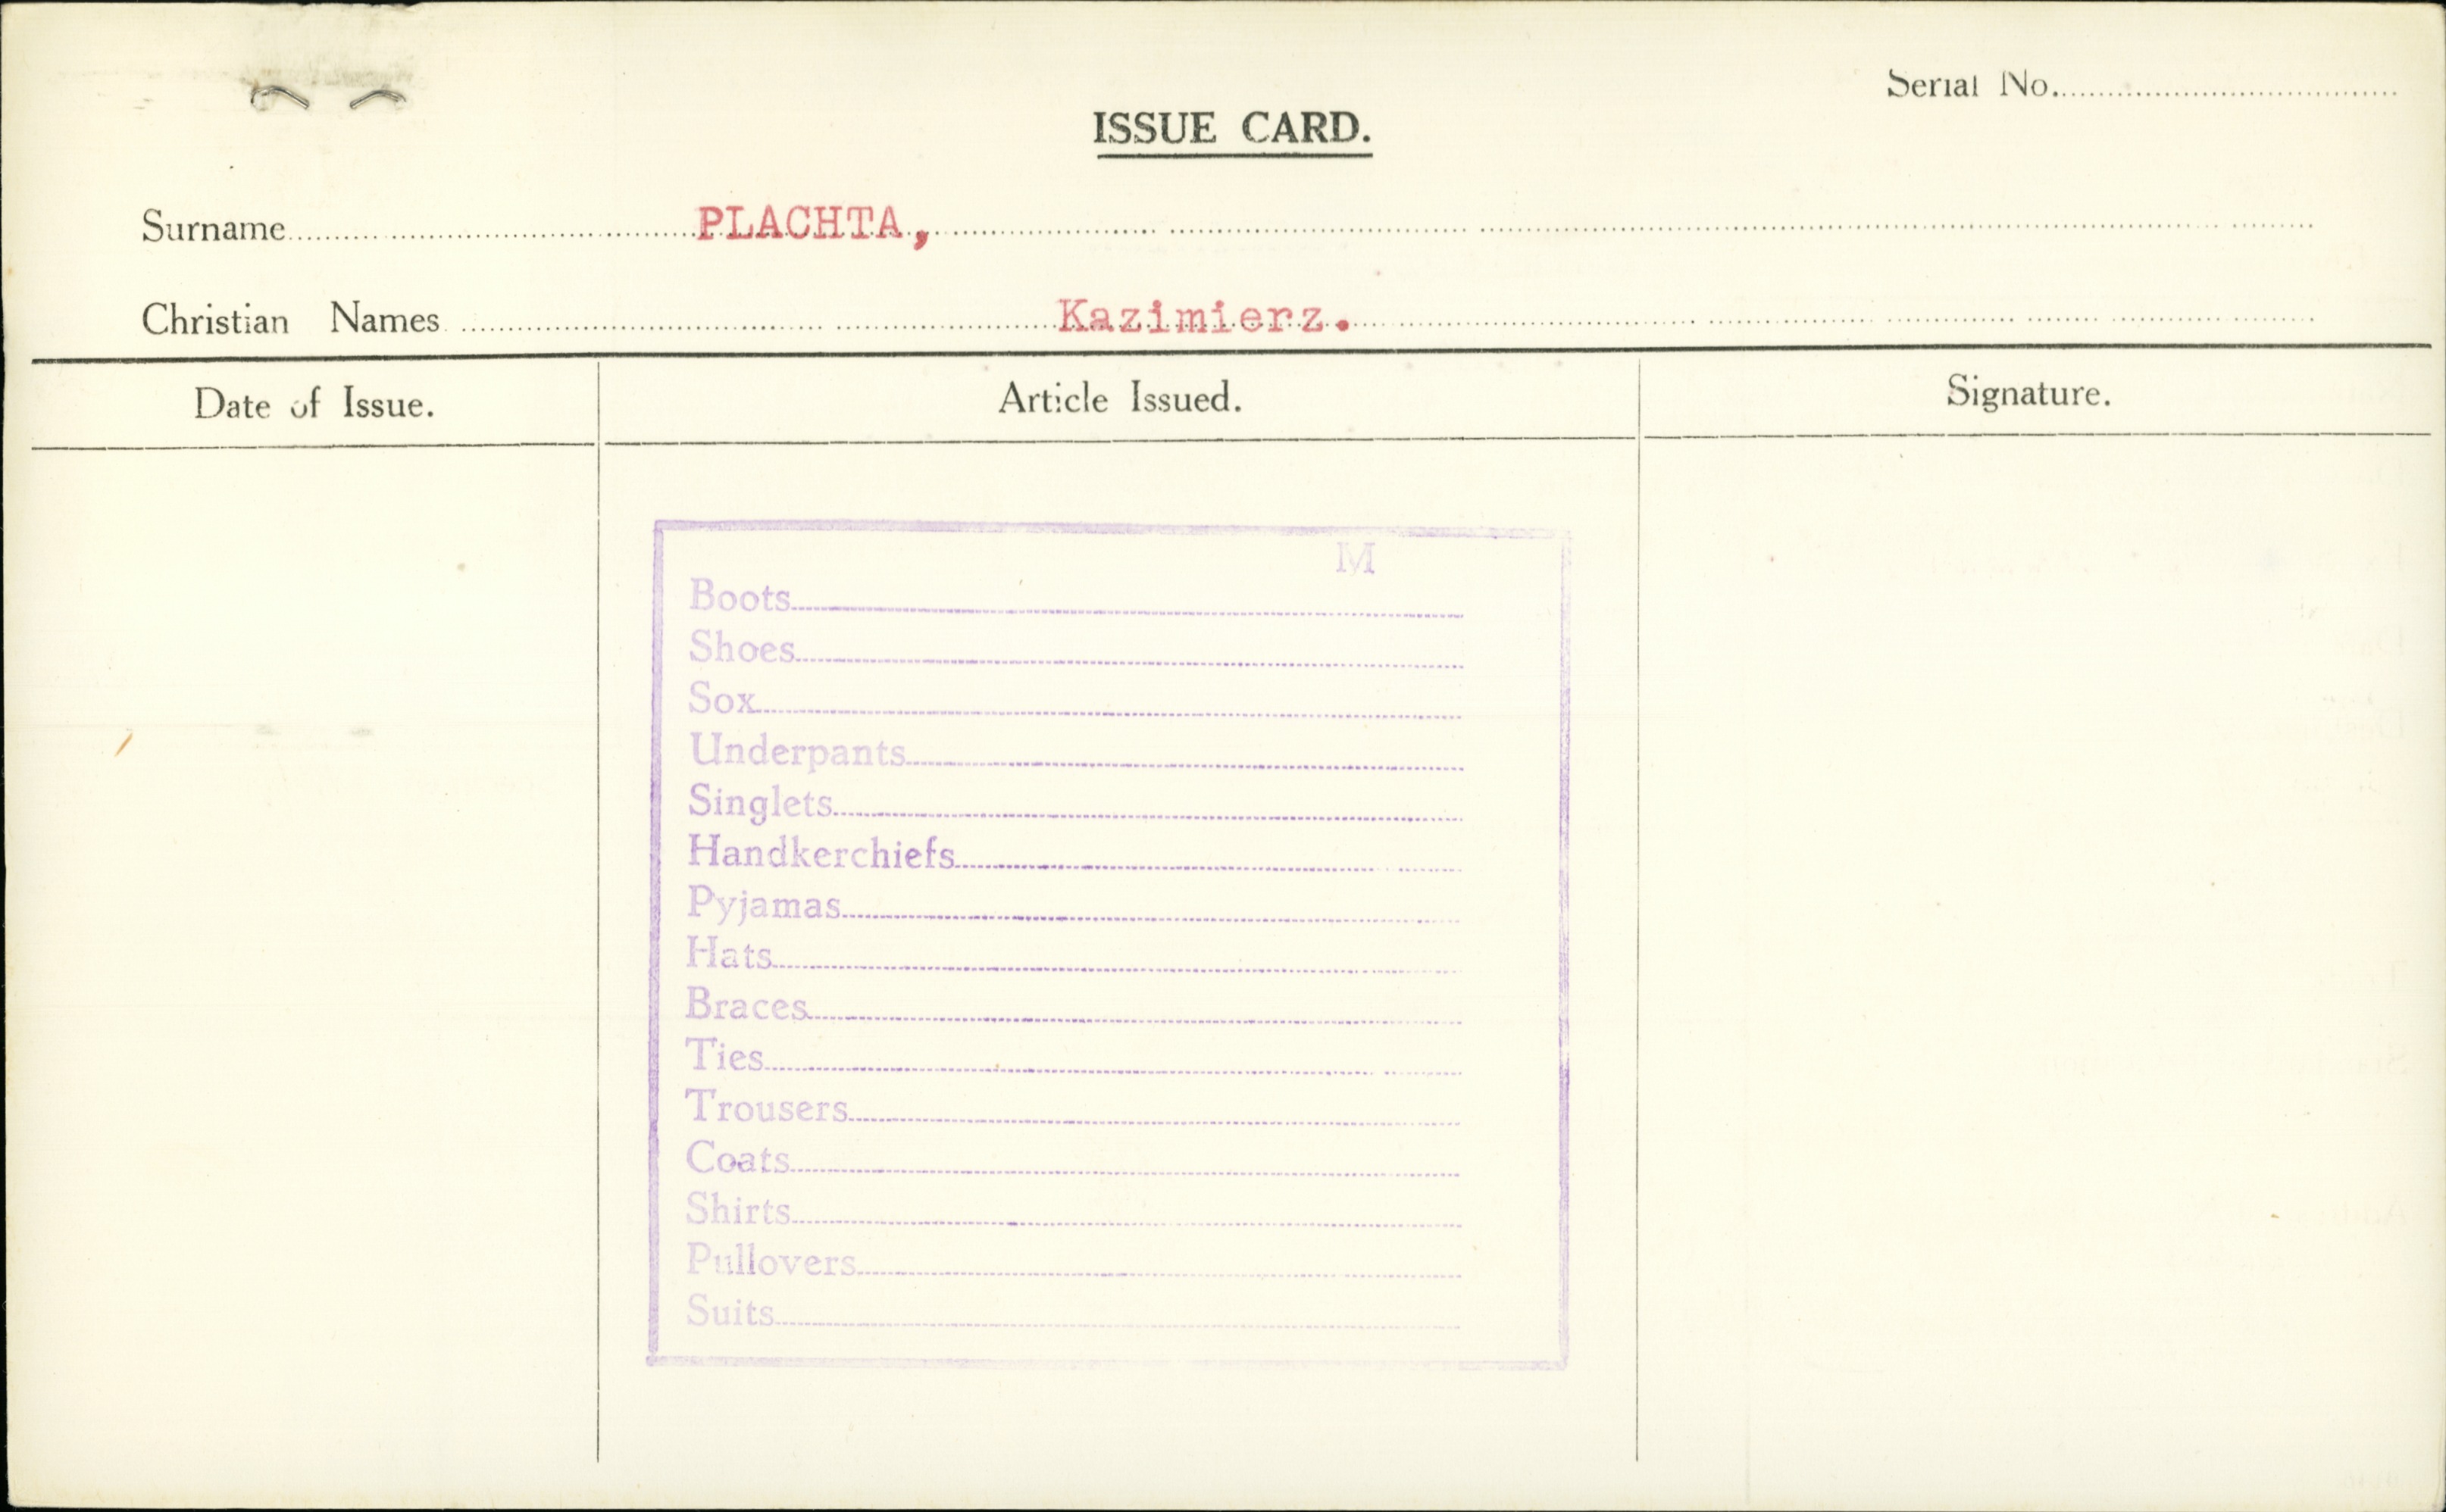 Serial No.
ISSUE CARD.
Surname PLACHTA,
Christian Names Kazimierz.
Date of Issue. Article Issued. Signature.
M
Boots
Shoes
Sox
Underpants
Singlets
Handkerchiefs
Pyjamas
Hats
Braces
Ties
Trousers
Coats
Shirts
Pullovers
Suits